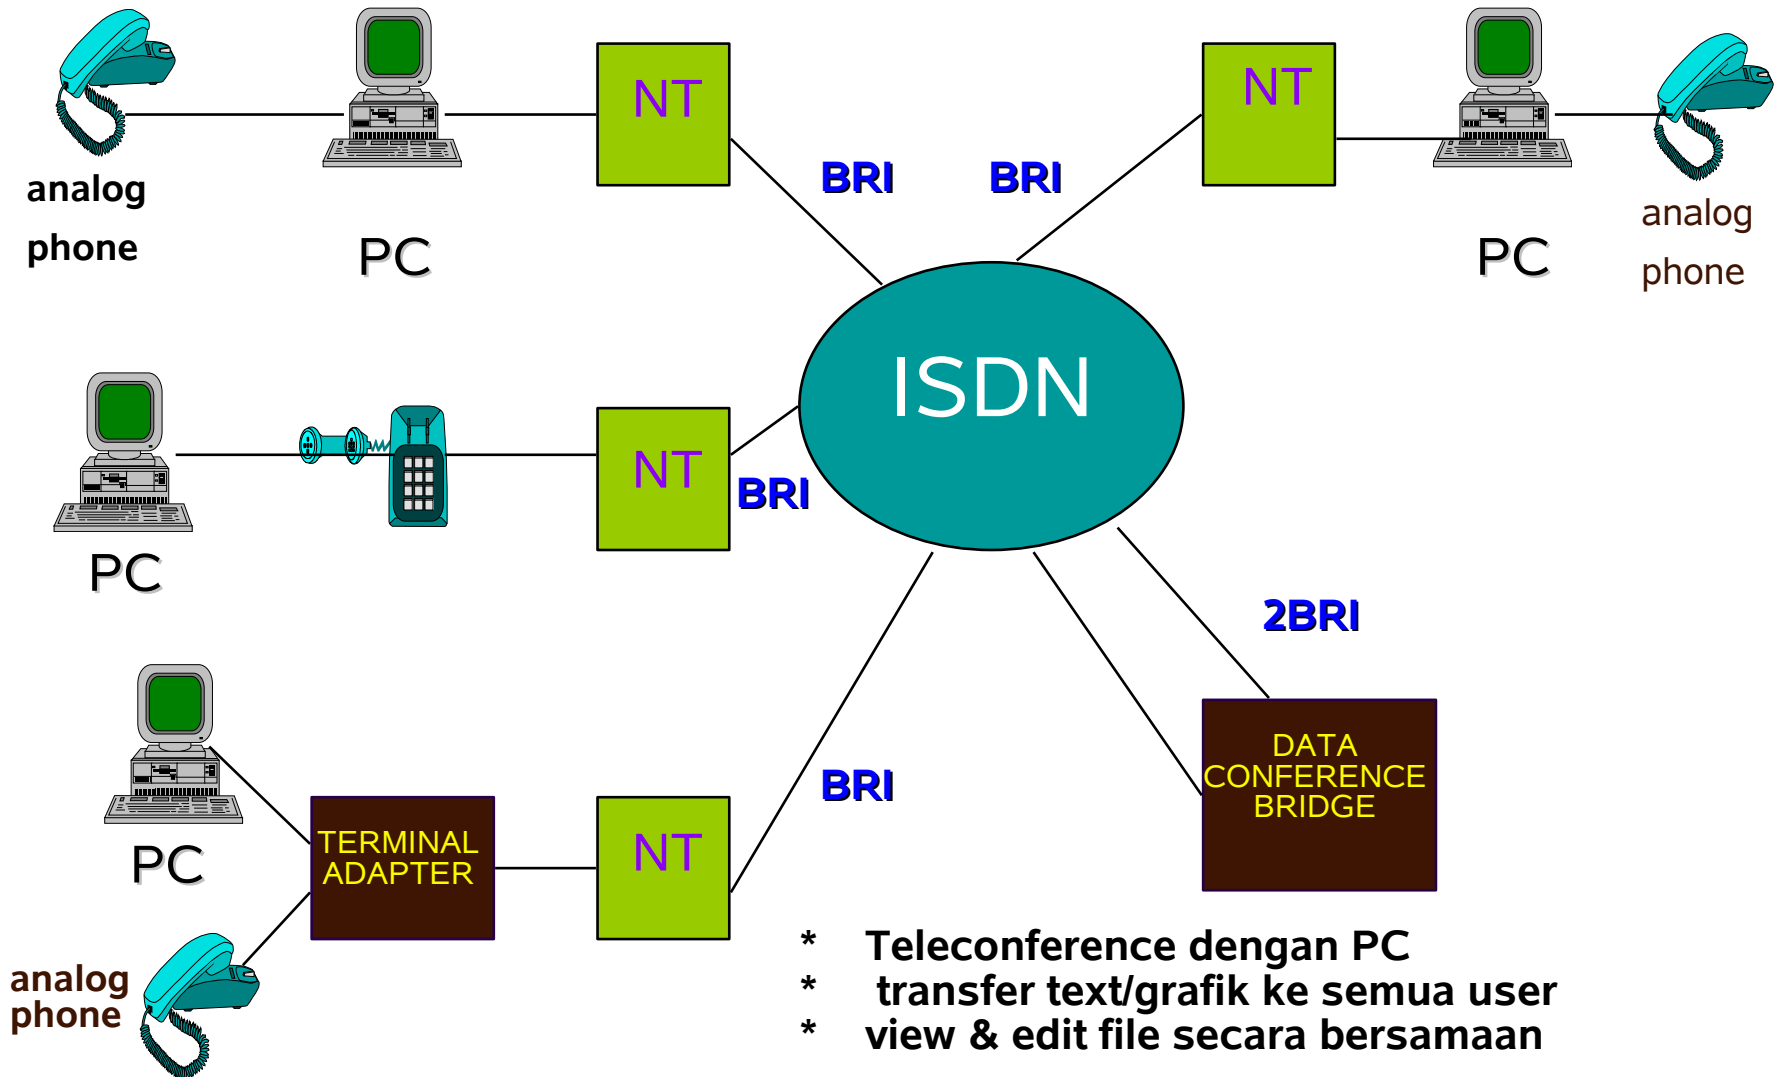 NT
NT
BRI
BRI
analog
phone
PC
analog
phone
PC
ISDN
NT
BRI
PC
2BRI
DATA
CONFERENCE
BRIDGE
BRI
TERMINAL
ADAPTER
NT
PC
analog
phone
* Teleconference dengan PC
* transfer text/grafik ke semua user
* view & edit file secara bersamaan